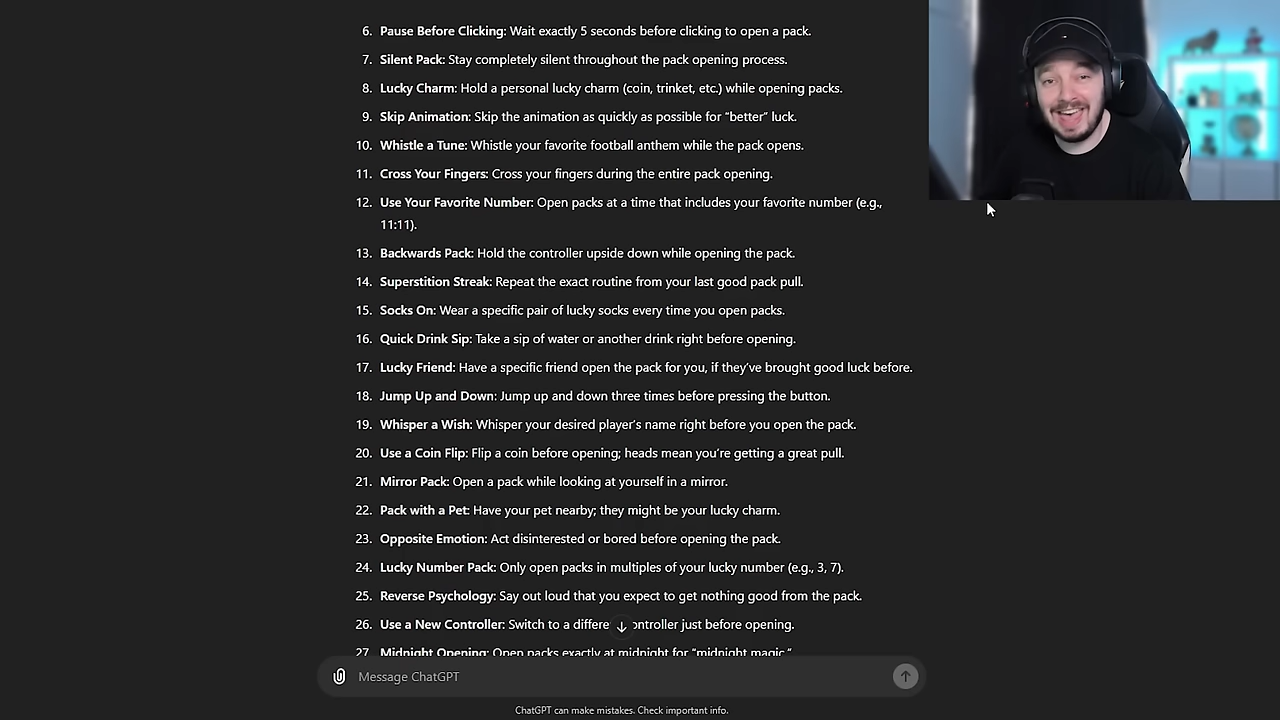 6. Pause Before Clicking: Wait exactly 5 seconds before clicking to open a pack.
7. Silent Pack: Stay completely silent throughout the pack opening process.
8. Lucky Charm: Hold a personal lucky charm (coin, trinket, etc.) while opening packs.
9. Skip Animation: Skip the animation as quickly as possible for "better" luck.
10. Whistle a Tune: Whistle your favorite football anthem while the pack opens.
11. Cross Your Fingers: Cross your fingers during the entire pack opening.
12. Use Your Favorite Number: Open packs at a time that includes your favorite number (e.g.,
11:11).
13. Backwards Pack: Hold the controller upside down while opening the pack.
14. Superstition Streak: Repeat the exact routine from your last good pack pull.
15. Socks On: Wear a specific pair of lucky socks every time you open packs.
16. Quick Drink Sip: Take a sip of water or another drink right before opening.
17. Lucky Friend: Have a specific friend open the pack for you, if they've brought good luck before.
18. Jump Up and Down: Jump up and down three times before pressing the button.
19. Whisper a Wish: Whisper your desired player's name right before you open the pack.
20. Use a Coin Flip: Flip a coin before opening; heads mean you're getting a great pull.
21. Mirror Pack: Open a pack while looking at yourself in a mirror.
22. Pack with a Pet: Have your pet nearby; they might be your lucky charm.
23. Opposite Emotion: Act disinterested or bored before opening the pack.
24. Lucky Number Pack: Only open packs in multiples of your lucky number (e.g., 3, 7).
25. Reverse Psychology: Say out loud that you expect to get nothing good from the pack.
26. Use a New Controller: Switch to a differe ontroller just before opening.
27. Midnight Opening: Open packs exactly at midnight for "midnight magic."
Message ChatGPT
ChatGPT can make mistakes. Check important info.